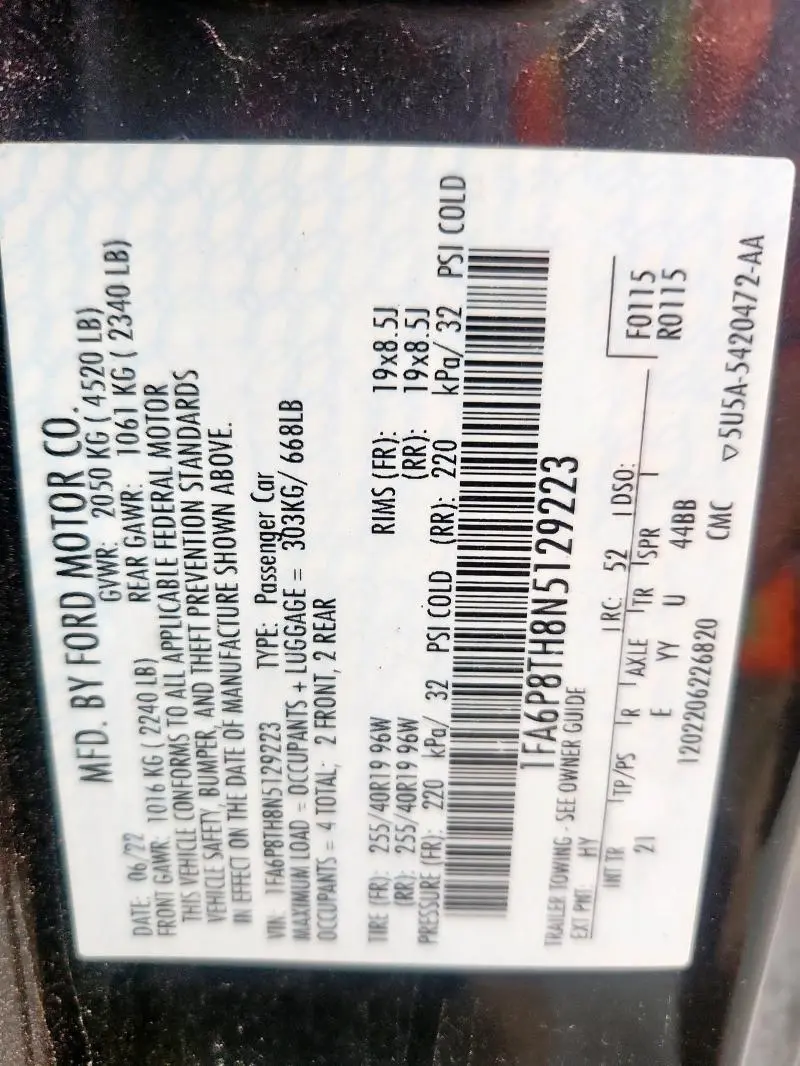 MFD. BY FORD MOTOR CO.
DATE: 06/22 GVWR: 2050 KG ( 4520 LB)
FRONT GAWR: 1016 KG ( 2240 LB) REAR GAWR: 1061 KG ( 2340 LB)
THIS VEHICLE CONFORMS TO ALL APPLICABLE FEDERAL MOTOR
VEHICLE SAFETY, BUMPER, AND THEFT PREVENTION STANDARDS
IN EFFECT ON THE DATE OF MANUFACTURE SHOWN ABOVE.
VIN: 1FA6P8TH8N5129223 TYPE: Passenger Car
MAXIMUM LOAD = OCCUPANTS + LUGGAGE = 303KG/ 668LB
OCCUPANTS = 4 TOTAL; 2 FRONT, 2 REAR
TIRE (FR): 255/40R19 96W RIMS (FR): 19x8.5J
(RR): 255/40R19 96W (RR): 19x8.5J
PRESSURE (FR): 220 kPa/ 32 PSI COLD (RR): 220 kPa/ 32 PSI COLD
1FA6P8TH8N5129223
TRAILER TOWING - SEE OWNER GUIDE
EXT PNT: HY RC: 52 DSO:
INT TR TP/PS R AXLE TR SPR F0115
21 E YY U 44BB R0115
1202206226820 CMC ▽5U5A-5420472-AA